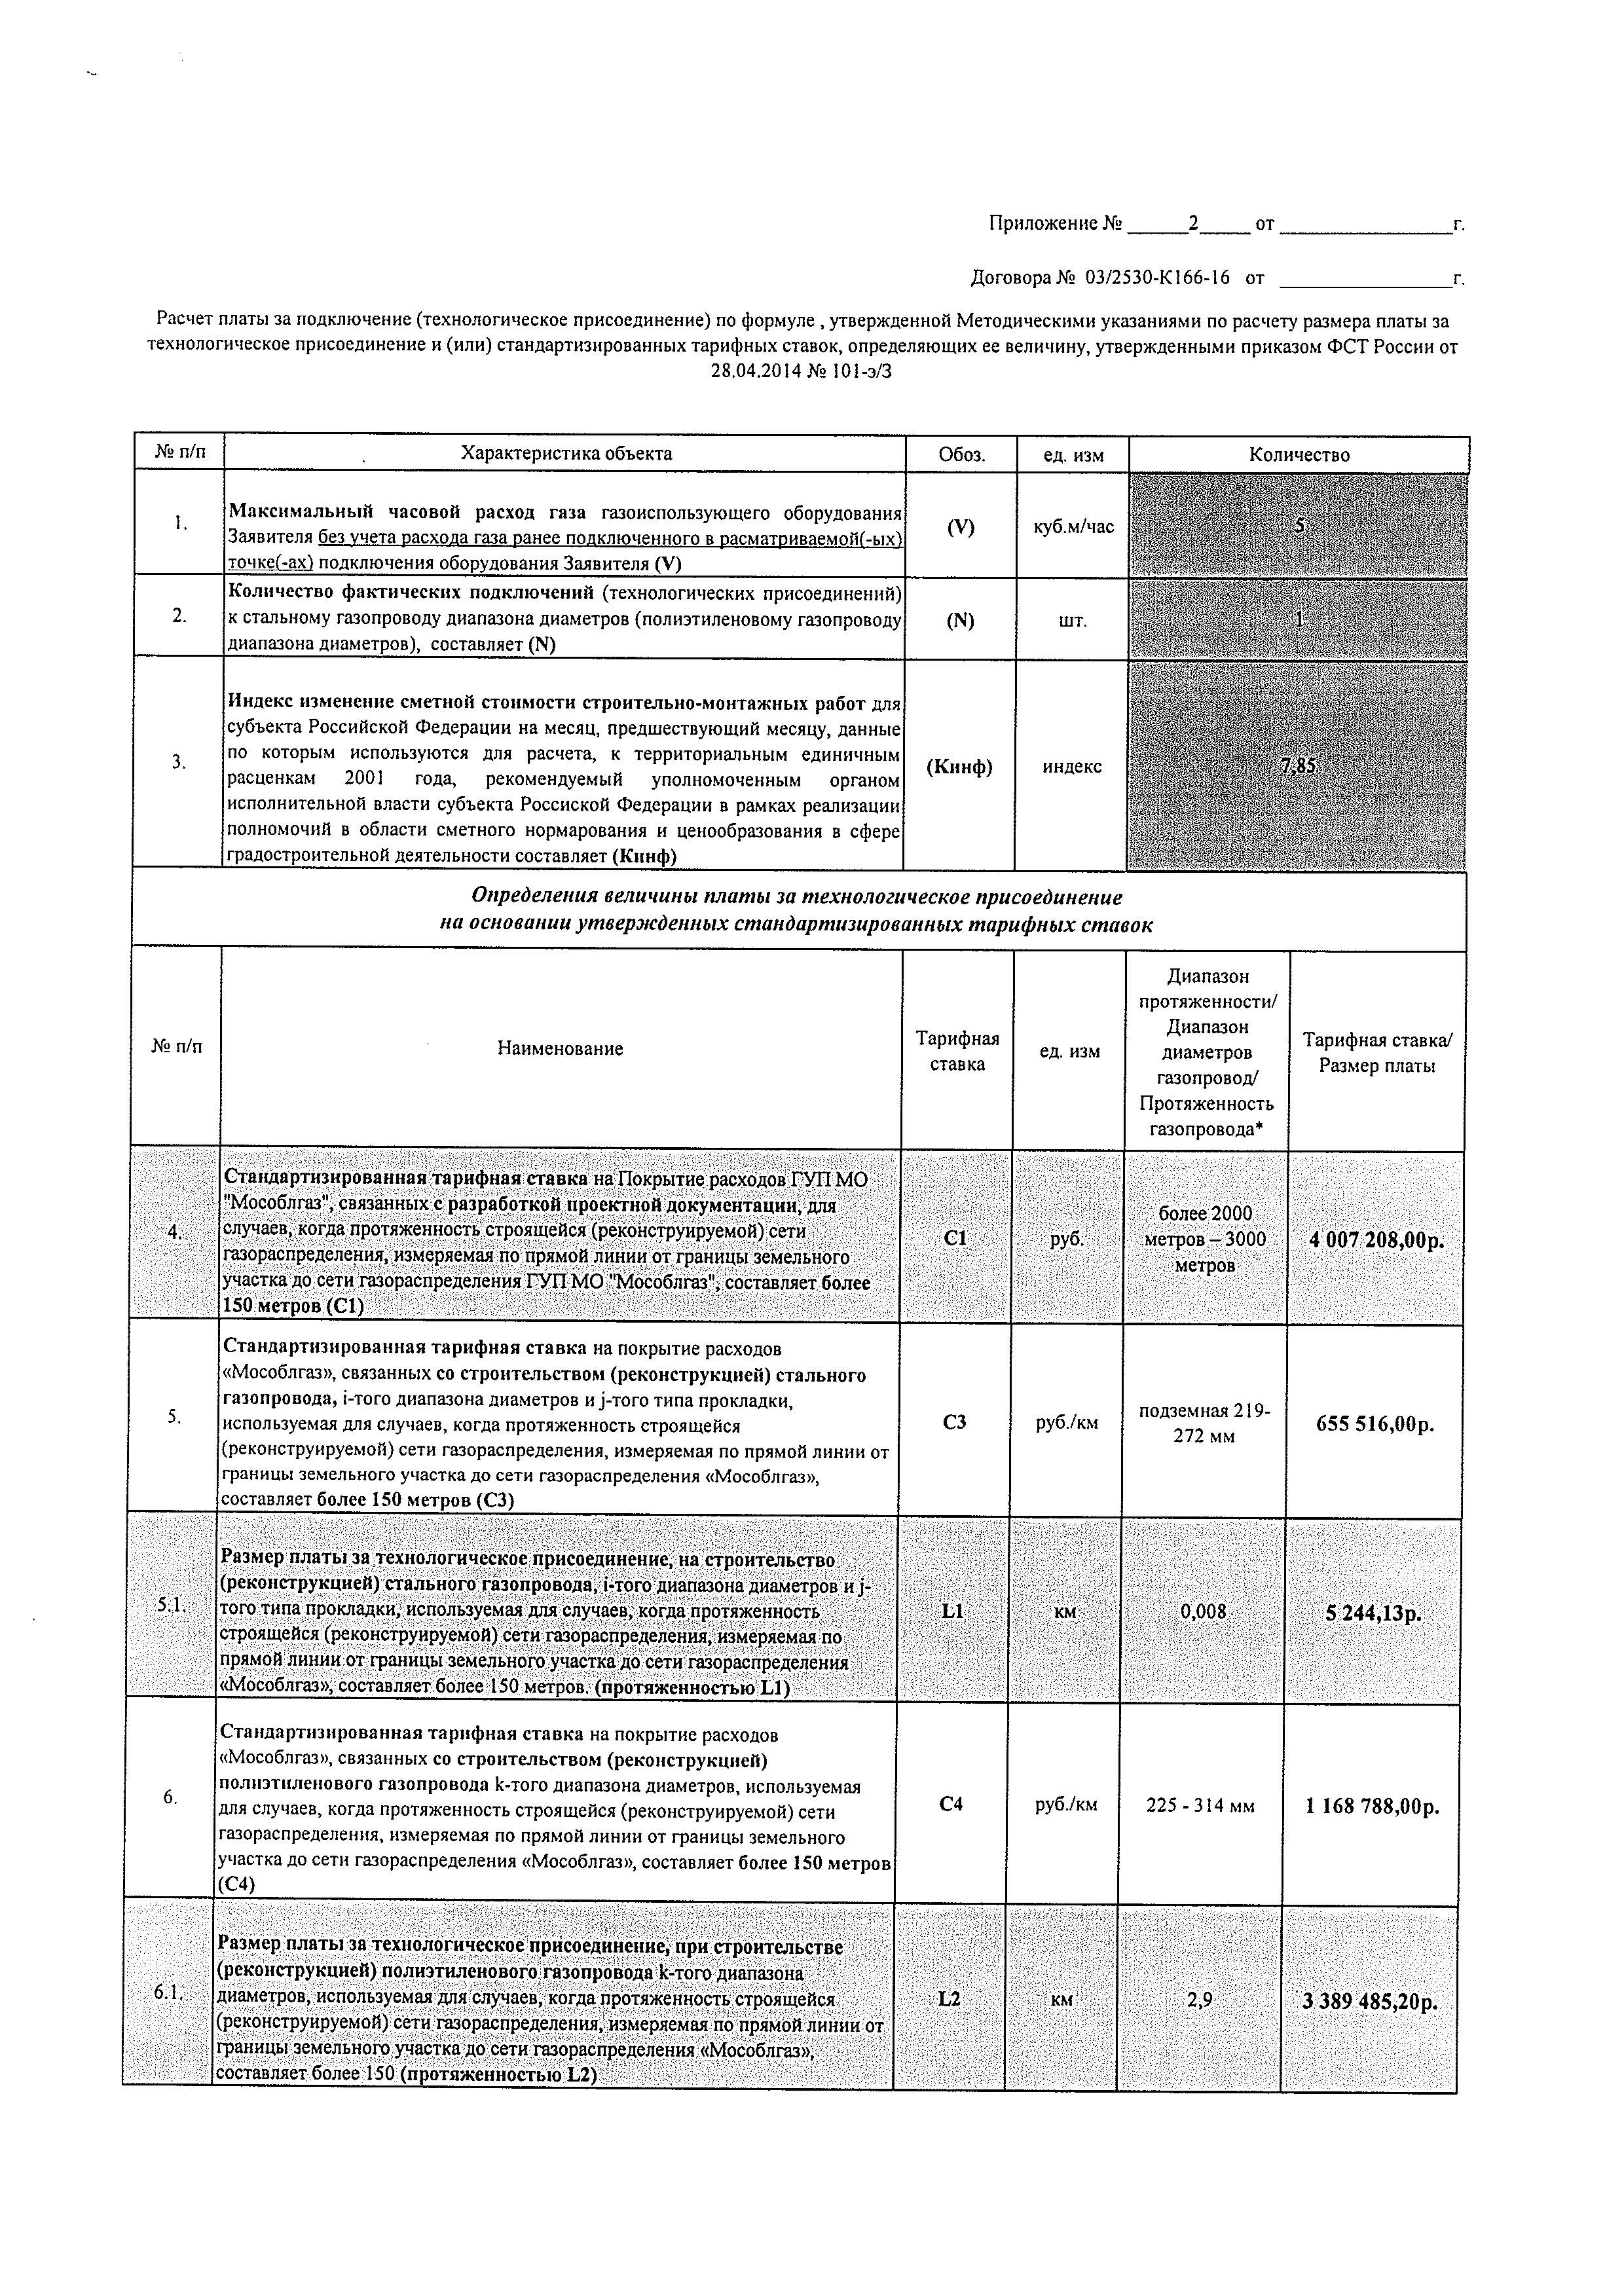 Приложение № ______2_____ от _________________г.
Договора № 03/2530-К166-16 от _________________г.
Расчет платы за подключение (технологическое присоединение) по формуле , утвержденной Методическими указаниями по расчету размера платы за
технологическое присоединение и (или) стандартизированных тарифных ставок, определяющих ее величину, утвержденными приказом ФСТ России от
28.04.2014 № 101-э/3
№ п/п
Характеристика объекта
Обоз.
ед. изм
Количество
1.
Максимальный часовой расход газа газоиспользующего оборудования
Заявителя без учета расхода газа ранее подключенного в расматриваемой(-ых)
точке(-ах) подключения оборудования Заявителя (V)
(V)
куб.м/час
5
2.
Количество фактических подключений (технологических присоединений)
к стальному газопроводу диапазона диаметров (полиэтиленовому газопроводу
диапазона диаметров), составляет (N)
(N)
шт.
1
3.
Индекс изменение сметной стоимости строительно-монтажных работ для
субъекта Российской Федерации на месяц, предшествующий месяцу, данные
по которым используются для расчета, к территориальным единичным
расценкам 2001 года, рекомендуемый уполномоченным органом
исполнительной власти субъекта Россиской Федерации в рамках реализации
полномочий в области сметного нормарования и ценообразования в сфере
градостроительной деятельности составляет (Кинф)
(Кинф)
индекс
7,85
Определения величины платы за технологическое присоединение
на основании утвержденных стандартизированных тарифных ставок
№ п/п
Наименование
Тарифная
ставка
ед. изм
Диапазон
протяженности/
Диапазон
диаметров
газопровод/
Протяженность
газопровода*
Тарифная ставка/
Размер платы
4.
Стандартизированная тарифная ставка на Покрытие расходов ГУП МО
"Мособлгаз", связанных с разработкой проектной документации, для
случаев, когда протяженность строящейся (реконструируемой) сети
газораспределения, измеряемая по прямой линии от границы земельного
участка до сети газораспределения ГУП МО "Мособлгаз", составляет более
150 метров (С1)
С1
руб.
более 2000
метров – 3000
метров
4 007 208,00р.
5.
Стандартизированная тарифная ставка на покрытие расходов
«Мособлгаз», связанных со строительством (реконструкцией) стального
газопровода, i-того диапазона диаметров и j-того типа прокладки,
используемая для случаев, когда протяженность строящейся
(реконструируемой) сети газораспределения, измеряемая по прямой линии от
границы земельного участка до сети газораспределения «Мособлгаз»,
составляет более 150 метров (С3)
С3
руб./км
подземная 219-
272 мм
655 516,00р.
5.1.
Размер платы за технологическое присоединение, на строительство
(реконструкцией) стального газопровода, i-того диапазона диаметров и j-
того типа прокладки, используемая для случаев, когда протяженность
строящейся (реконструируемой) сети газораспределения, измеряемая по
прямой линии от границы земельного участка до сети газораспределения
«Мособлгаз», составляет более 150 метров. (протяженностью L1)
L1
км
0,008
5 244,13р.
6.
Стандартизированная тарифная ставка на покрытие расходов
«Мособлгаз», связанных со строительством (реконструкцией)
полиэтиленового газопровода k-того диапазона диаметров, используемая
для случаев, когда протяженность строящейся (реконструируемой) сети
газораспределения, измеряемая по прямой линии от границы земельного
участка до сети газораспределения «Мособлгаз», составляет более 150 метров
(С4)
С4
руб./км
225 - 314 мм
1 168 788,00р.
6.1.
Размер платы за технологическое присоединение, при строительстве
(реконструкцией) полиэтиленового газопровода k-того диапазона
диаметров, используемая для случаев, когда протяженность строящейся
(реконструируемой) сети газораспределения, измеряемая по прямой линии от
границы земельного участка до сети газораспределения «Мособлгаз»,
составляет более 150 (протяженностью L2)
L2
км
2,9
3 389 485,20р.